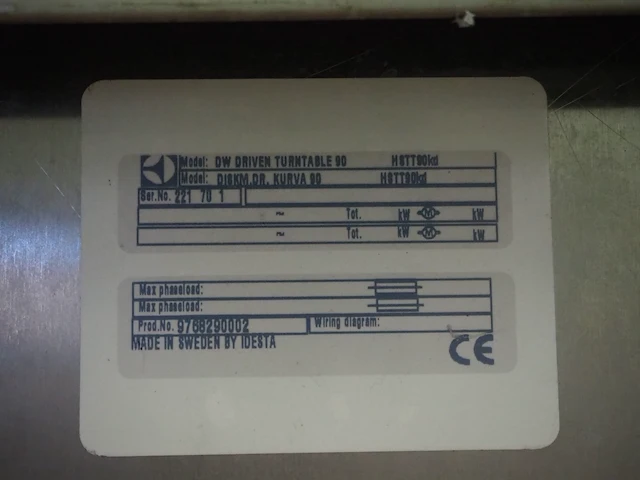 Model: DW DRIVEN TURNTABLE 90 HSTT90kd
Model: DISKM.DR. KURVA 90 HSTT90kd
Ser.No. 221 70 1
~ Tot. kW M kW
~ Tot. kW M kW
Max phaseload:
Max phaseload:
Prod.No. 9766290002 Wiring diagram:
MADE IN SWEDEN BY IDESTA
CE